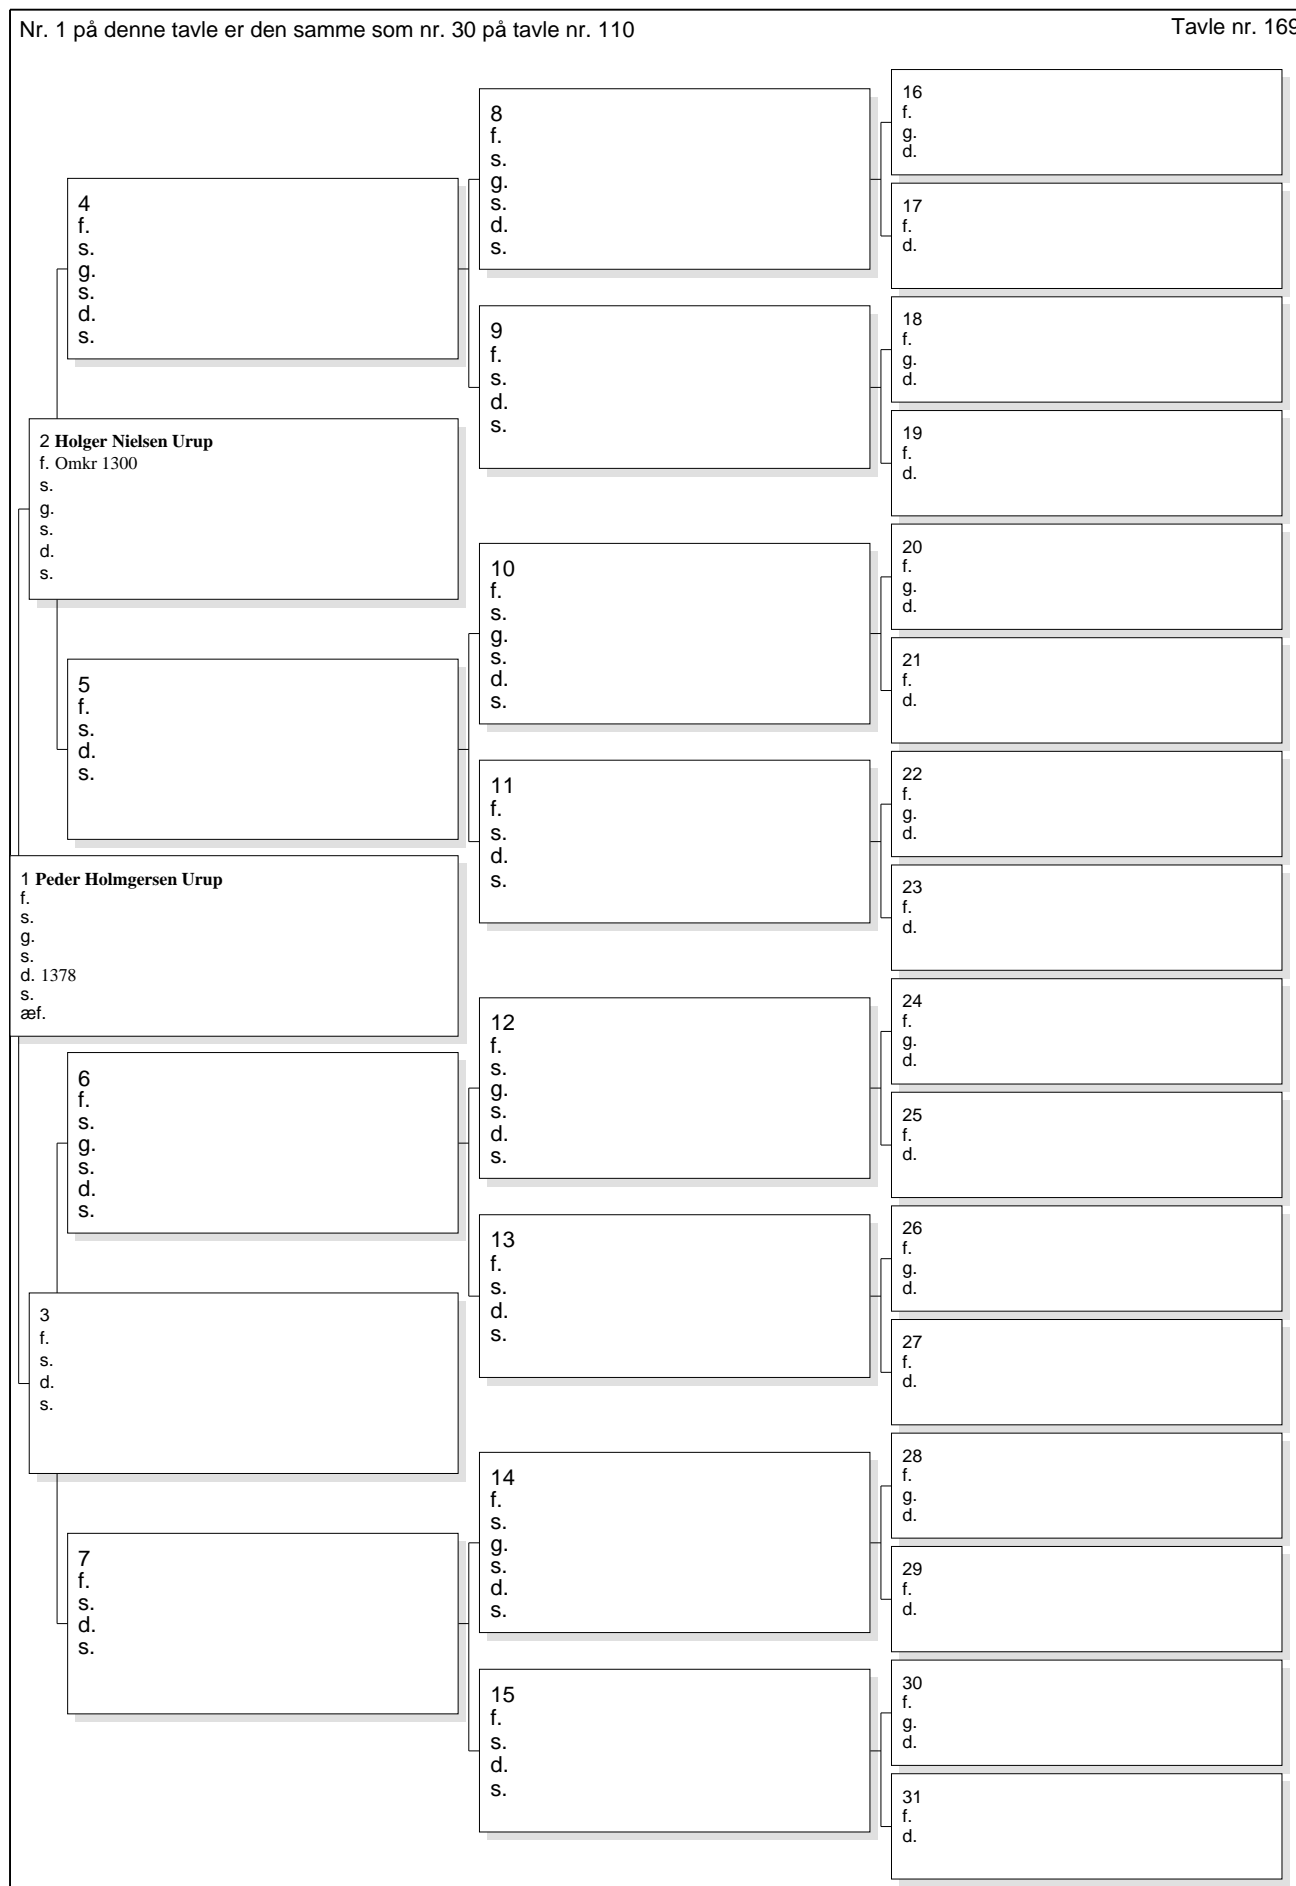 Nr. 1 på denne tavle er den samme som nr. 30 på tavle nr. 110
Tavle nr. 169
4
f.
s.
g.
s.
d.
s.
2 Holger Nielsen Urup
f. Omkr 1300
s.
g.
s.
d.
s.
5
f.
s.
d.
s.
1 Peder Holmgersen Urup
f.
s.
g.
s.
d. 1378
s.
æf.
6
f.
s.
g.
s.
d.
s.
3
f.
s.
d.
s.
7
f.
s.
d.
s.
8
f.
s.
g.
s.
d.
s.
9
f.
s.
d.
s.
10
f.
s.
g.
s.
d.
s.
11
f.
s.
d.
s.
12
f.
s.
g.
s.
d.
s.
13
f.
s.
d.
s.
14
f.
s.
g.
s.
d.
s.
15
f.
s.
d.
s.
16
f.
g.
d.
17
f.
d.
18
f.
g.
d.
19
f.
d.
20
f.
g.
d.
21
f.
d.
22
f.
g.
d.
23
f.
d.
24
f.
g.
d.
25
f.
d.
26
f.
g.
d.
27
f.
d.
28
f.
g.
d.
29
f.
d.
30
f.
g.
d.
31
f.
d.